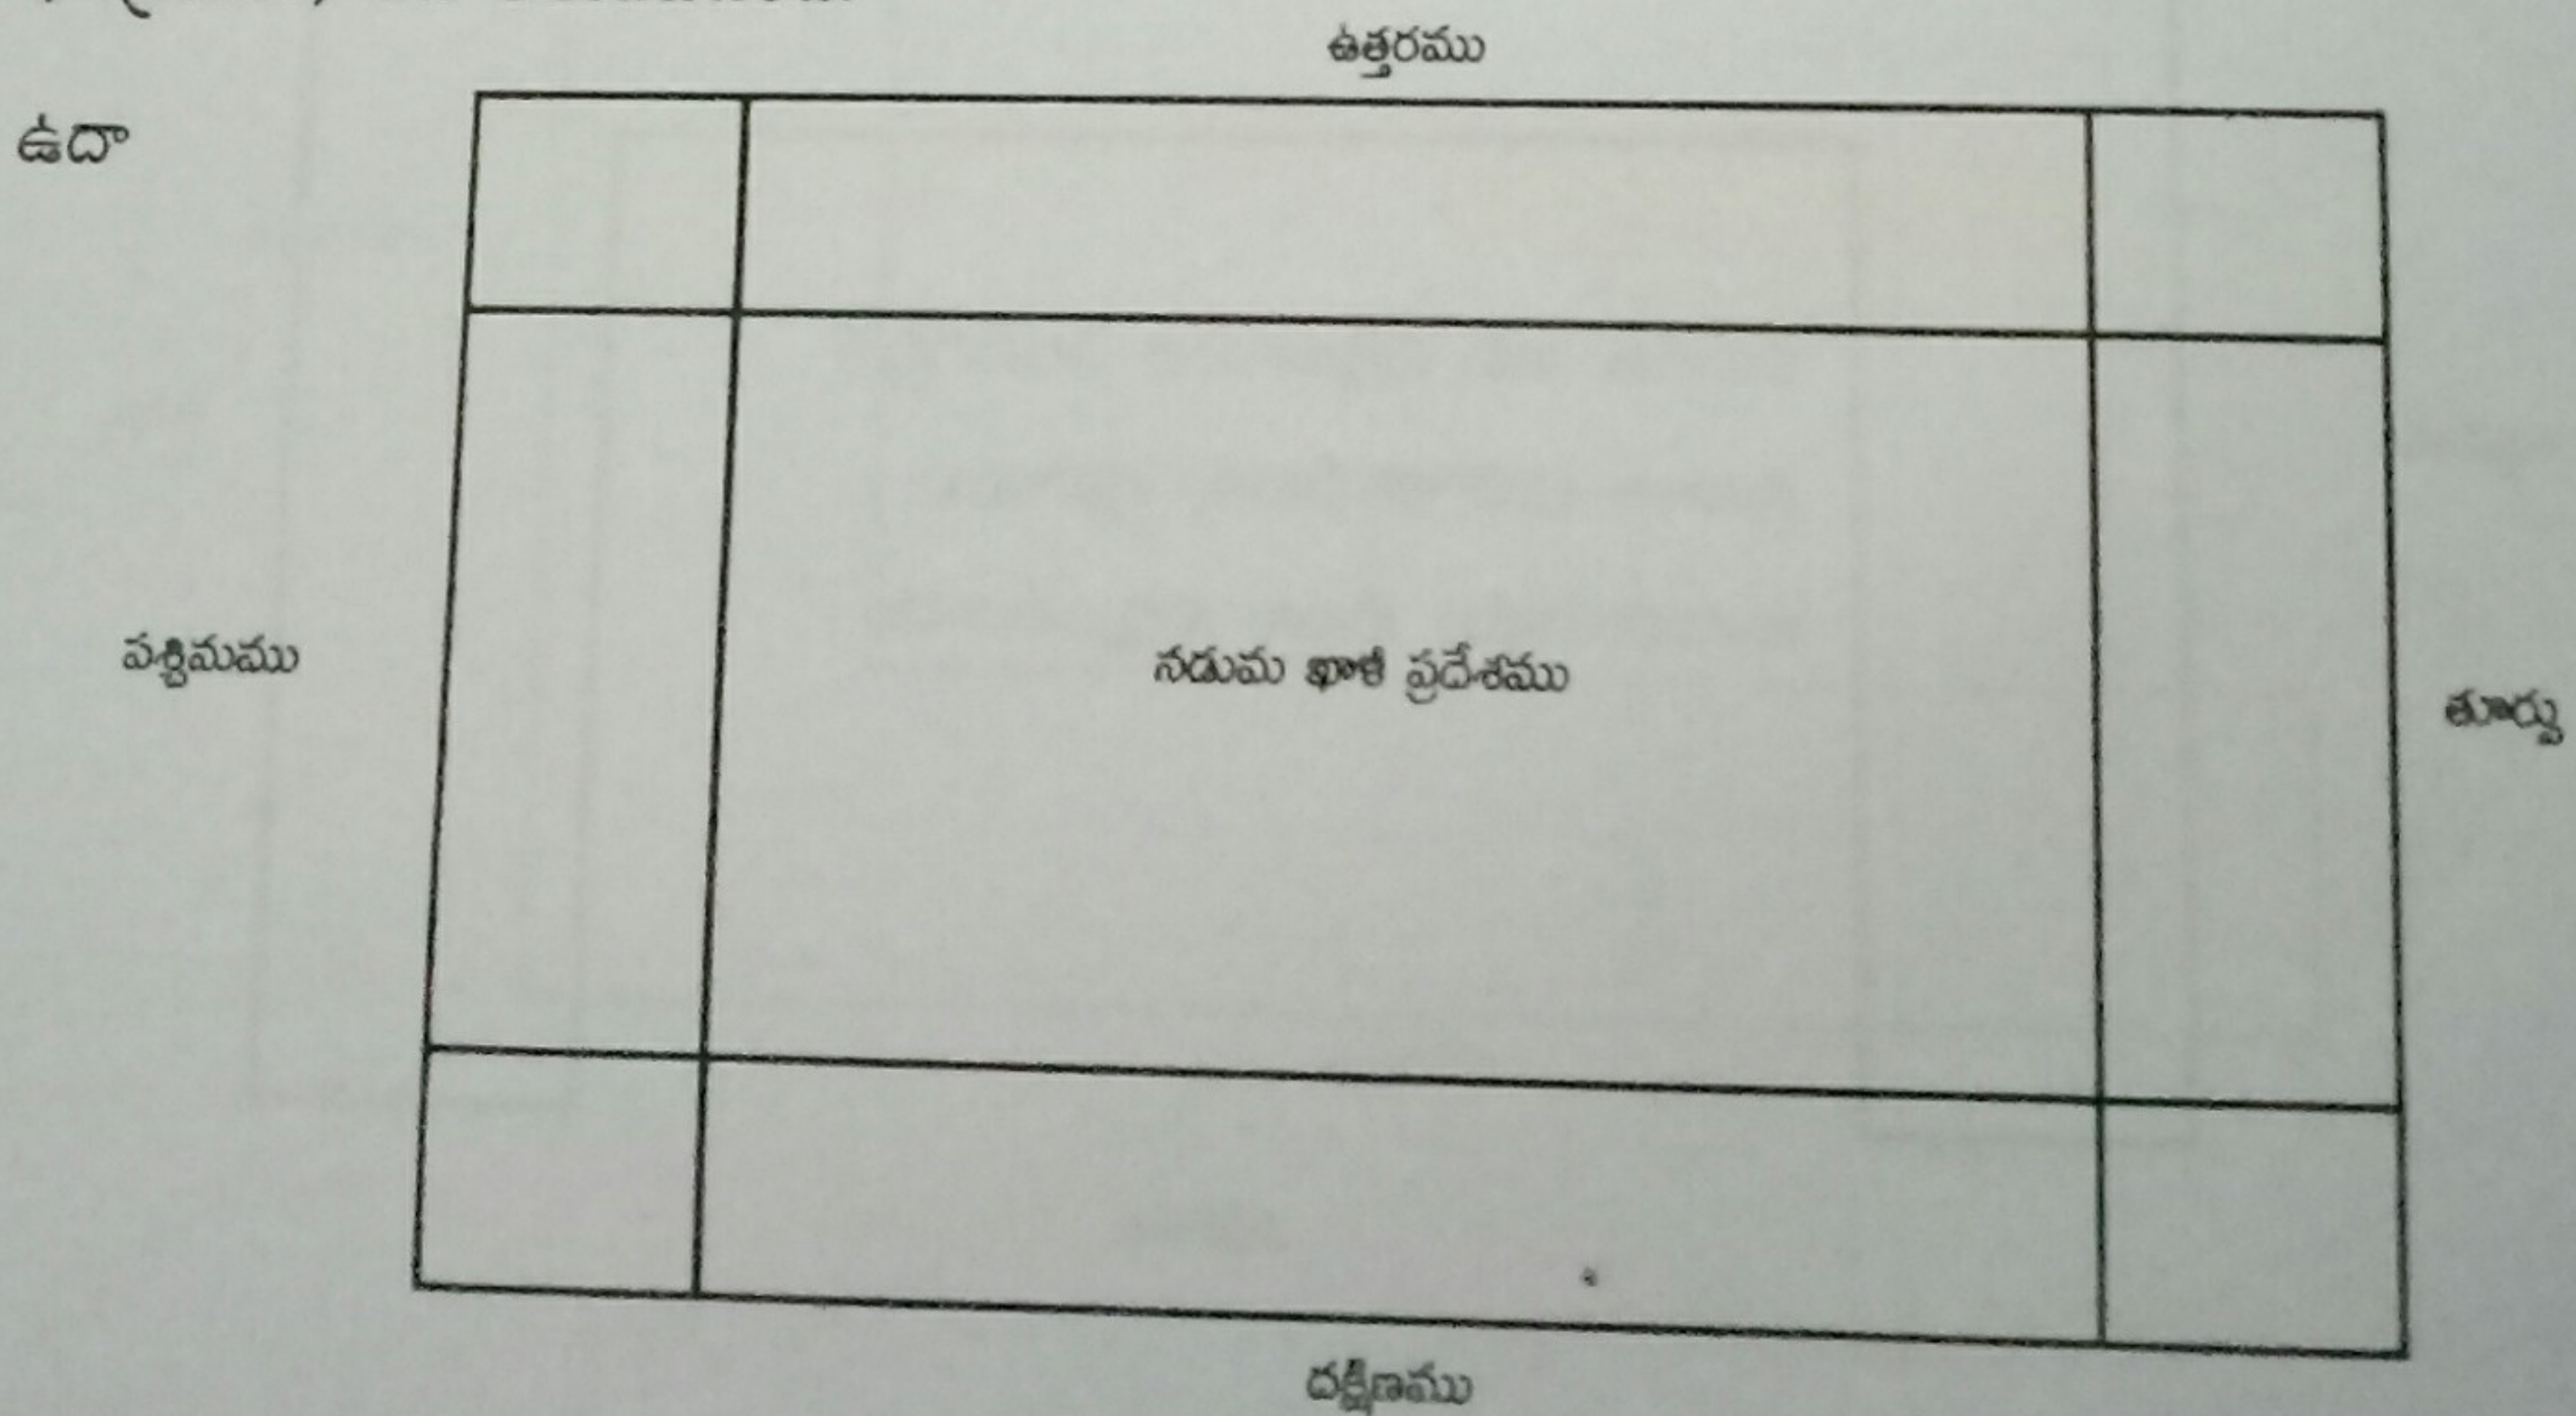 ఉత్తరము
ఉదా
పశ్చిమము
నడుమ ఖాళీ ప్రదేశము
తూర్పు
దక్షిణము